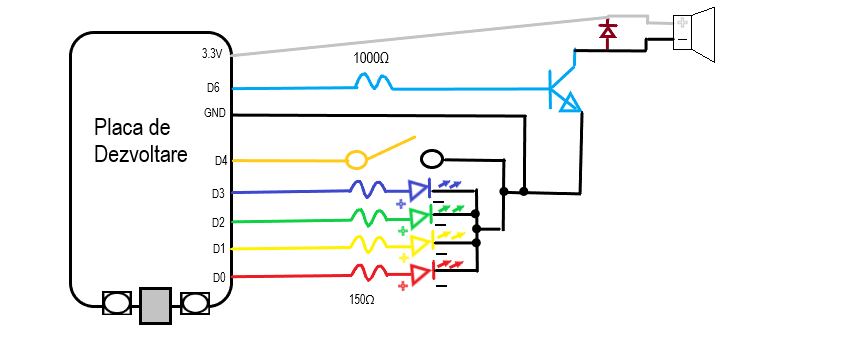 3.3V
1000Ω
D6
GND
Placa de
Dezvoltare
D4
D3
D2
D1
D0
150Ω
+
−
+
−
+
−
+
−
+
−